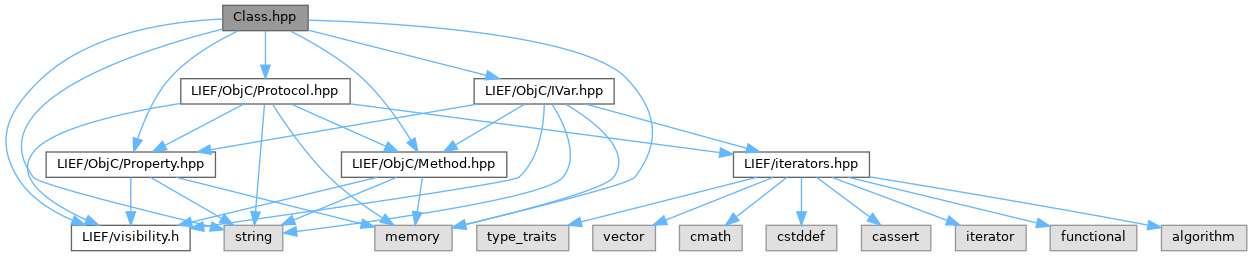 Class.hpp
LIEF/ObjC/Protocol.hpp
LIEF/ObjC/IVar.hpp
LIEF/ObjC/Property.hpp
LIEF/ObjC/Method.hpp
LIEF/iterators.hpp
LIEF/visibility.h
string
memory
type_traits
vector
cmath
cstddef
cassert
iterator
functional
algorithm